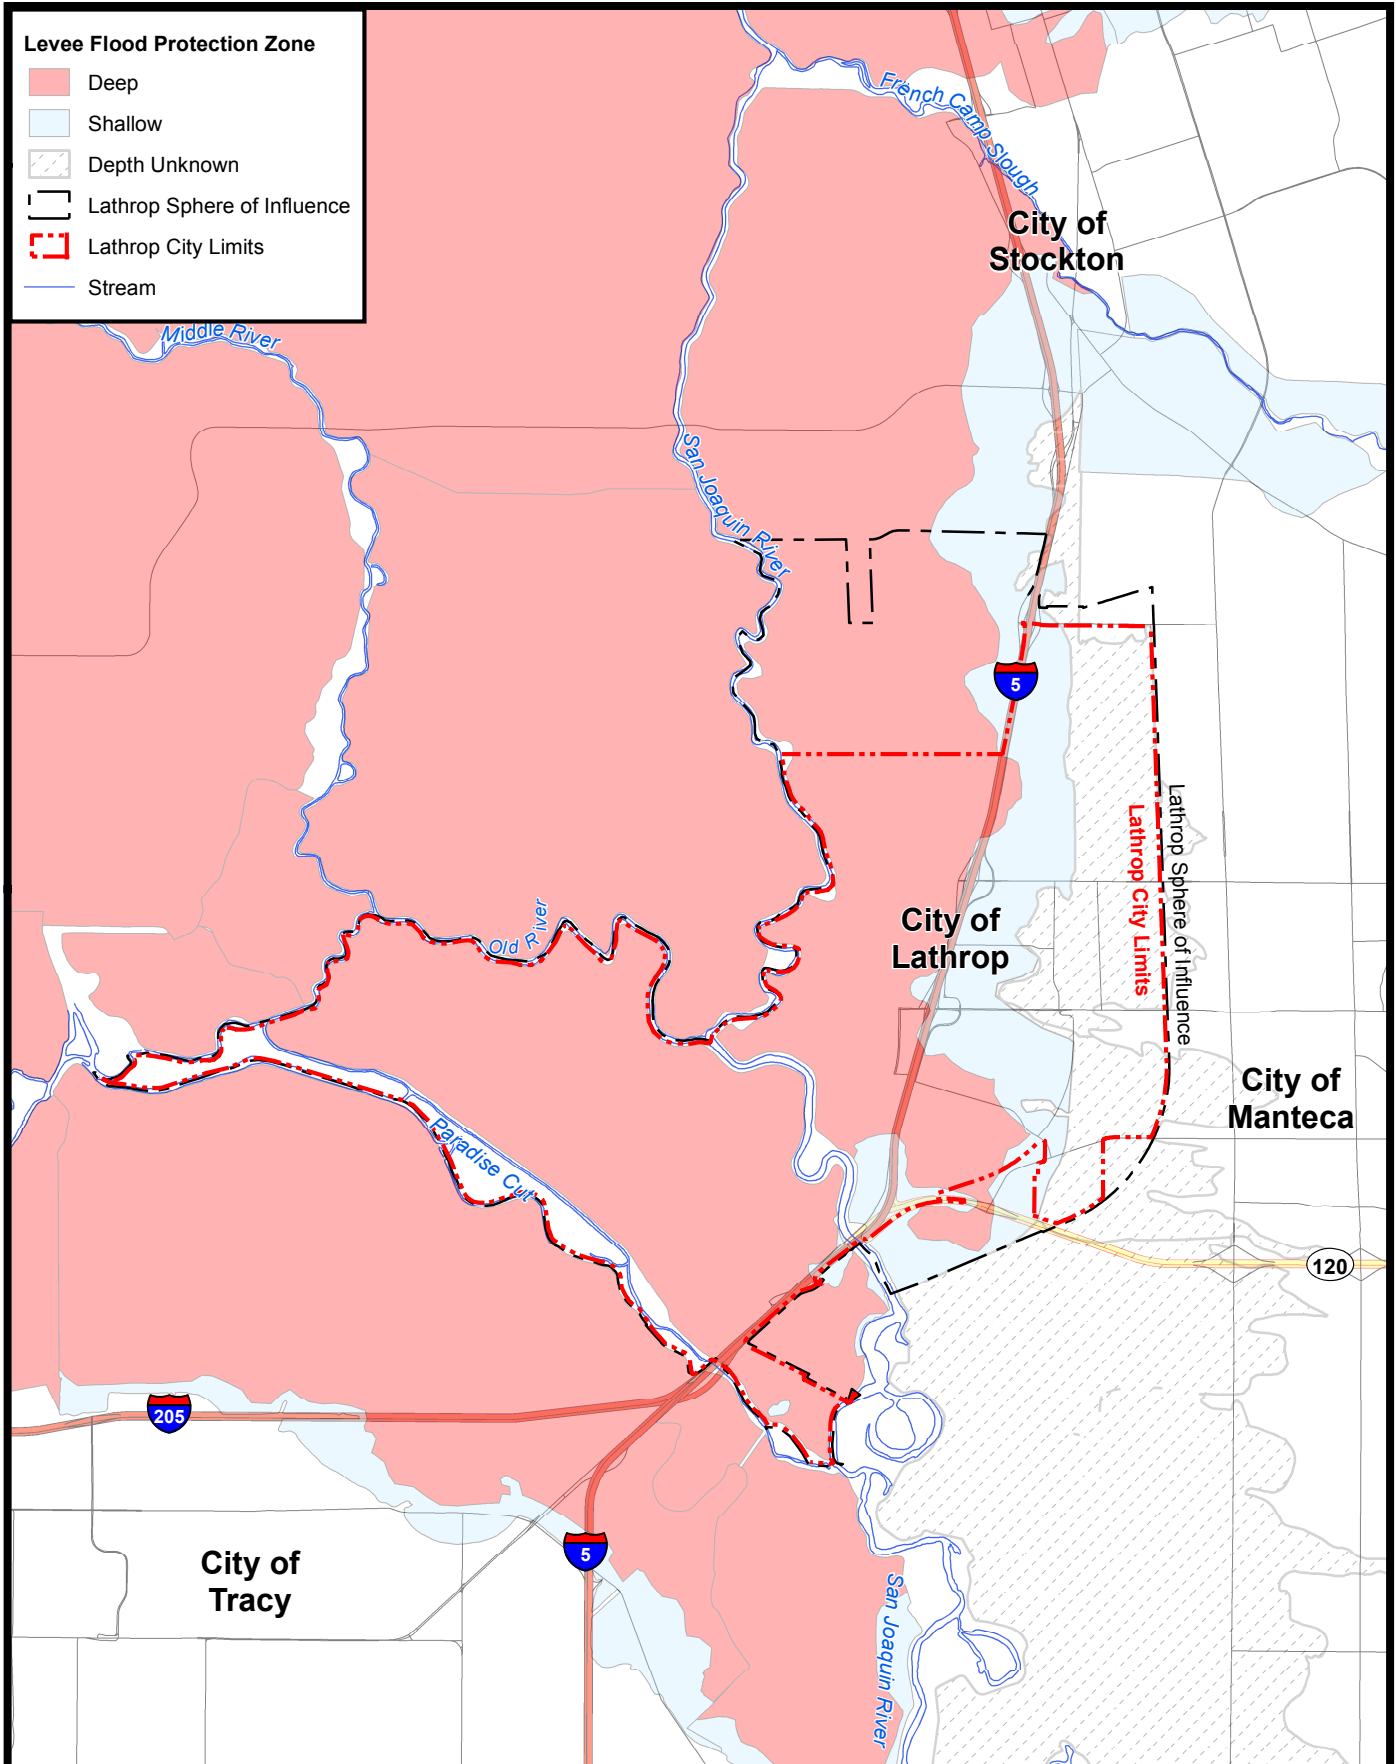 Levee Flood Protection Zone
Deep
Shallow
Depth Unknown
Lathrop Sphere of Influence
Lathrop City Limits
Stream
French Camp Slough
City of
Stockton
Middle River
San Joaquin River
5
Lathrop Sphere of Influence
Lathrop City Limits
Old River
City of
Lathrop
City of
Manteca
Paradise Cut
120
205
5
City of
Tracy
San Joaquin River